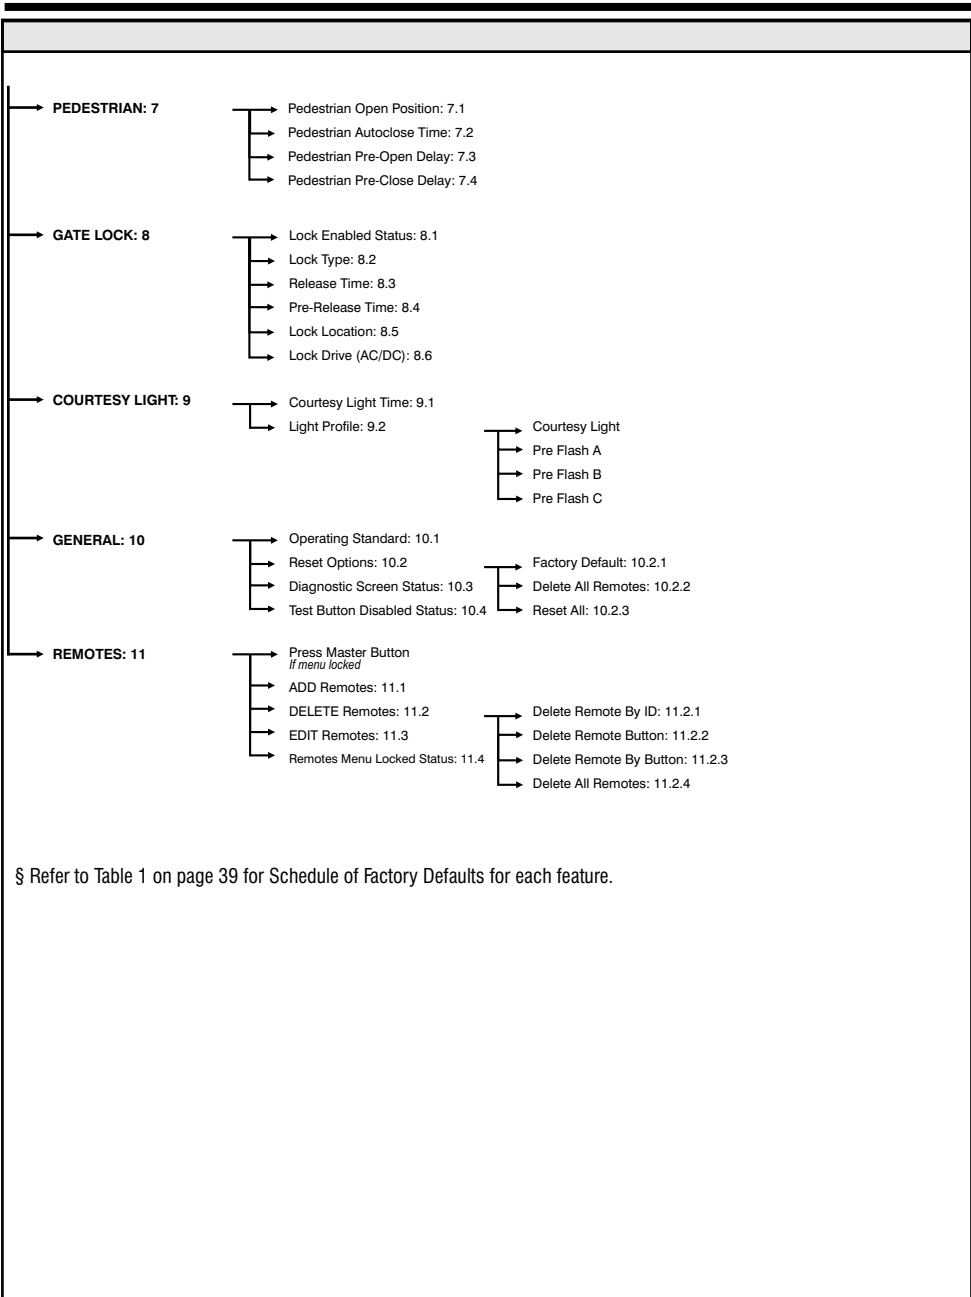 PEDESTRIAN: 7
Pedestrian Open Position: 7.1
Pedestrian Autoclose Time: 7.2
Pedestrian Pre-Open Delay: 7.3
Pedestrian Pre-Close Delay: 7.4
GATE LOCK: 8
Lock Enabled Status: 8.1
Lock Type: 8.2
Release Time: 8.3
Pre-Release Time: 8.4
Lock Location: 8.5
Lock Drive (AC/DC): 8.6
COURTESY LIGHT: 9
Courtesy Light Time: 9.1
Light Profile: 9.2
Courtesy Light
Pre Flash A
Pre Flash B
Pre Flash C
GENERAL: 10
Operating Standard: 10.1
Reset Options: 10.2
Diagnostic Screen Status: 10.3
Test Button Disabled Status: 10.4
Factory Default: 10.2.1
Delete All Remotes: 10.2.2
Reset All: 10.2.3
REMOTES: 11
Press Master Button
If menu locked
ADD Remotes: 11.1
DELETE Remotes: 11.2
EDIT Remotes: 11.3
Remotes Menu Locked Status: 11.4
Delete Remote By ID: 11.2.1
Delete Remote Button: 11.2.2
Delete Remote By Button: 11.2.3
Delete All Remotes: 11.2.4
§ Refer to Table 1 on page 39 for Schedule of Factory Defaults for each feature.